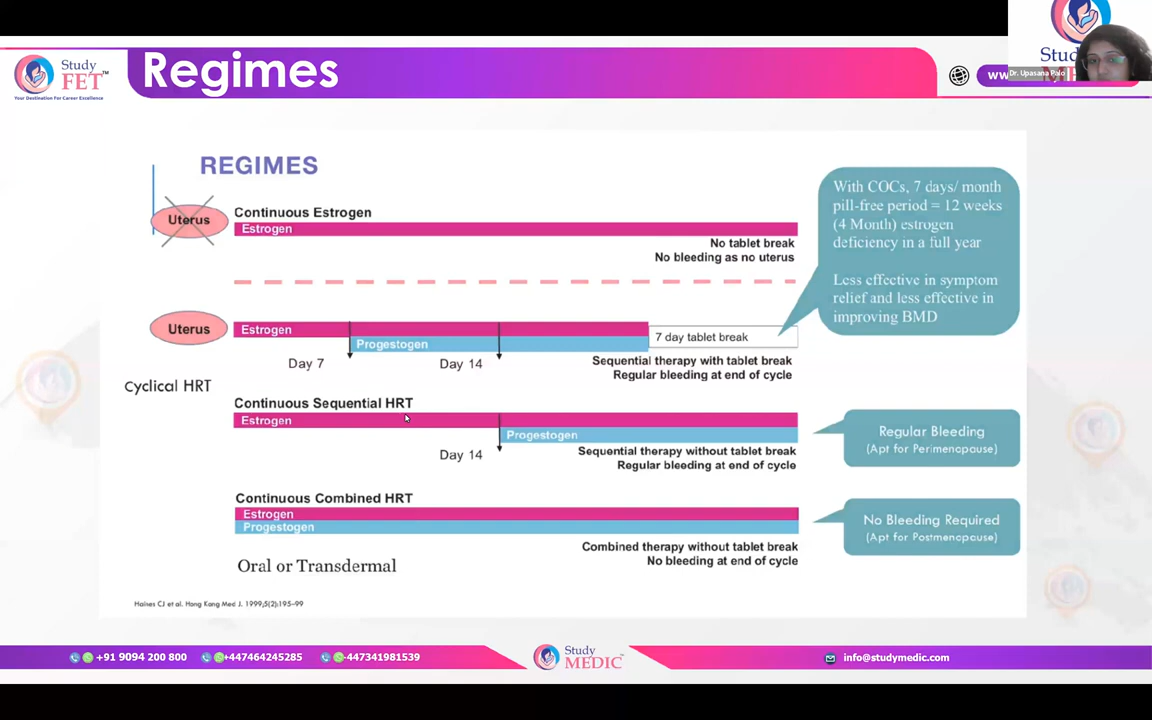 Study
FET™
Your Destination For Career Excellence
Regimes
Stu
M
ww
Dr. Upasana Palo
REGIMES
Uterus
Continuous Estrogen
Estrogen
No tablet break
No bleeding as no uterus
With COCs, 7 days/ month
pill-free period = 12 weeks
(4 Month) estrogen
deficiency in a full year
Less effective in symptom
relief and less effective in
improving BMD
Uterus
Estrogen
Progestogen
7 day tablet break
Day 7
Day 14
Sequential therapy with tablet break
Regular bleeding at end of cycle
Cyclical HRT
Continuous Sequential HRT
Estrogen
Progestogen
Day 14
Sequential therapy without tablet break
Regular bleeding at end of cycle
Regular Bleeding
(Apt for Perimenopause)
Continuous Combined HRT
Estrogen
Progestogen
Combined therapy without tablet break
No bleeding at end of cycle
No Bleeding Required
(Apt for Postmenopause)
Oral or Transdermal
Haines CJ et al. Hong Kong Med J. 1999;5(2):195–99
+91 9094 200 800
+447464245285
-447341981539
Study
MEDIC™
info@studymedic.com